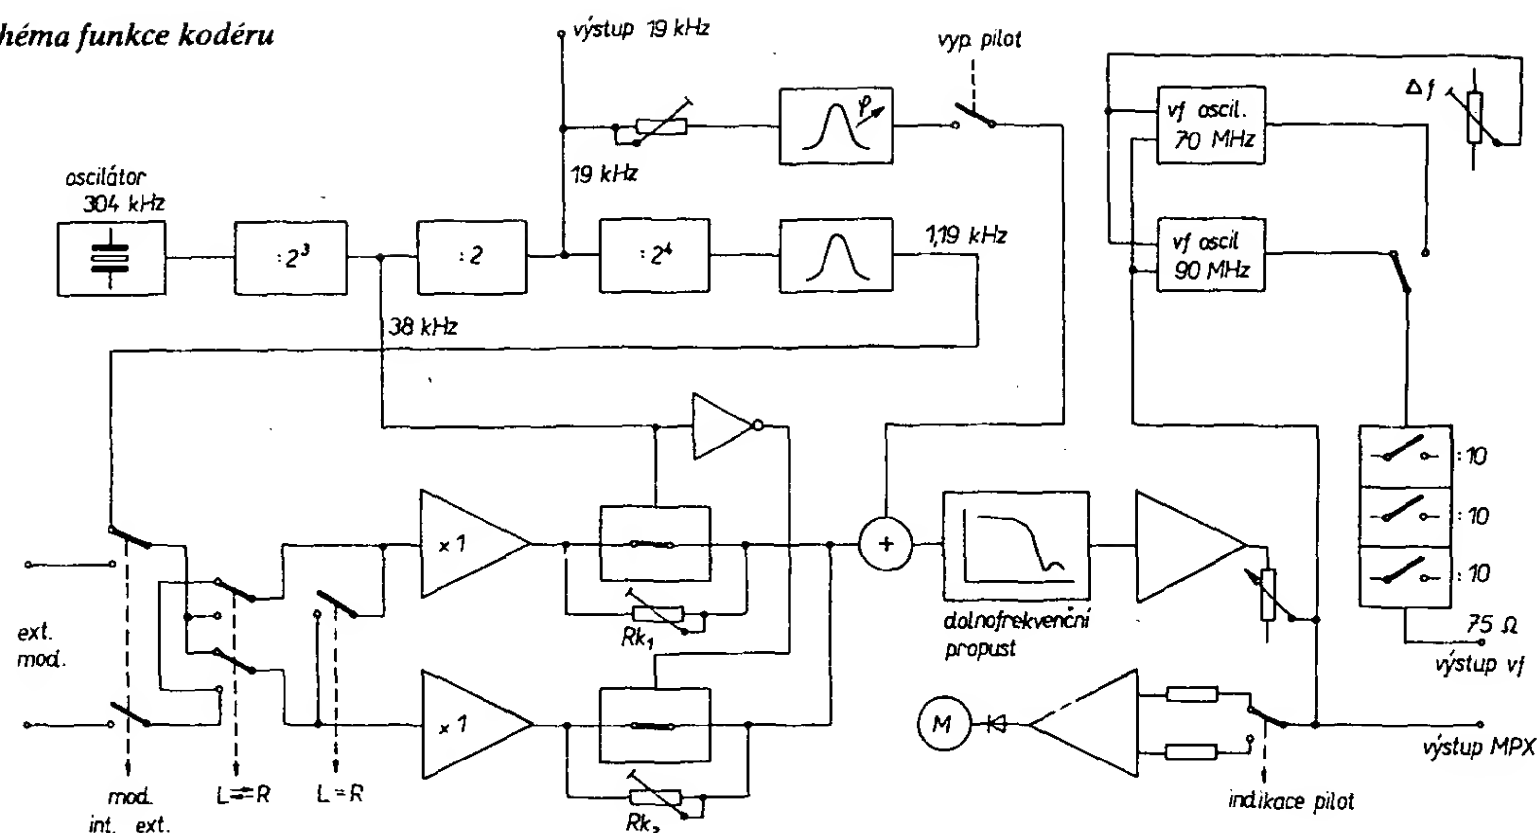 héma funkce kodéru
výstup 19 kHz
vyp. pilot
φ
Δf
vf oscil.
70 MHz
19 kHz
oscilátor
304 kHz
:2³
:2
:2⁴
1,19 kHz
vf oscil
90 MHz
38 kHz
:10
:10
:10
×1
+
Rk₁
dolnofrekvenční
propust
75 Ω
výstup vf
ext.
mod.
×1
M
výstup MPX
mod.
int. ext.
L⇄R
L=R
Rk₂
indikace pilot